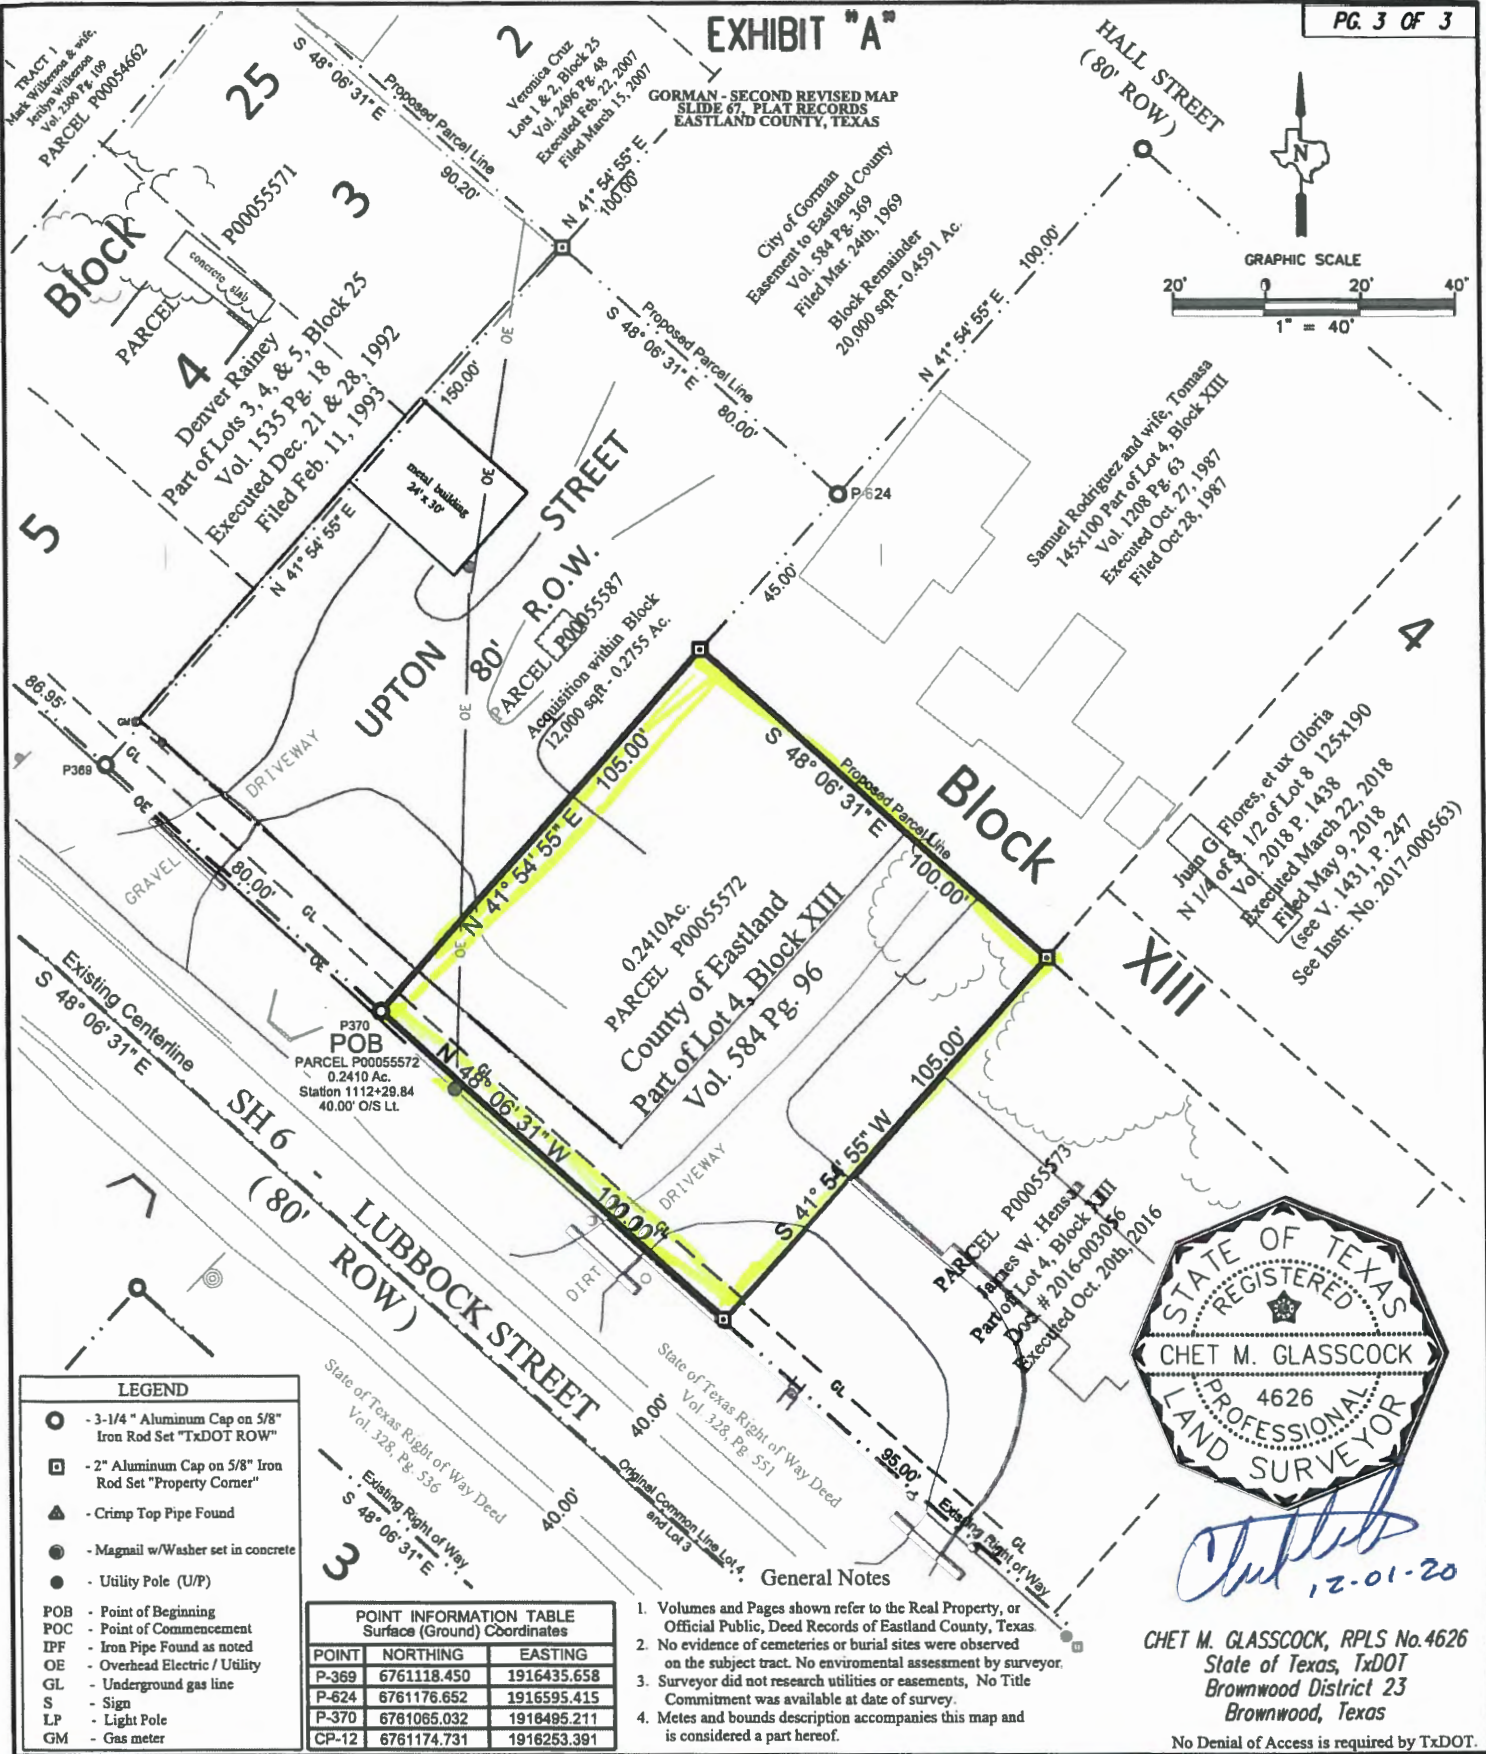 EXHIBIT "A"
PG. 3 OF 3
GORMAN - SECOND REVISED MAP
SLIDE 67, PLAT RECORDS
EASTLAND COUNTY, TEXAS
TRACT 1
Mark Wilkerson & wife,
Jerilyn Wilkerson
Vol. 2300 Pg. 109
PARCEL P00054662
25
Block
3
2
4
5
P00055571
PARCEL
concrete slab
S 48° 06' 31" E
Proposed Parcel Line
90.20'
Veronica Cruz
Lots 1 & 2, Block 25
Vol. 2496 Pg. 48
Executed Feb. 22, 2007
Filed March 15, 2007
N 41° 54' 55" E
100.00'
HALL STREET
(80' ROW)
N
GRAPHIC SCALE
20'
0
20'
40'
1" = 40'
City of Gorman
Easement to Eastland County
Vol. 584 Pg. 369
Filed Mar. 24th, 1969
Block Remainder
20,000 sqft - 0.4591 Ac.
100.00'
N 41° 54' 55" E
Denver Rainey
Part of Lots 3, 4, & 5, Block 25
Vol. 1535 Pg. 18
Executed Dec. 21 & 28, 1992
Filed Feb. 11, 1993
150.00'
N 41° 54' 55" E
metal building
24' x 30'
OE
OE
Proposed Parcel Line
S 48° 06' 31" E
80.00'
P-624
45.00'
Samuel Rodriguez and wife, Tomasa
145x100 Part of Lot 4, Block XIII
Vol. 1208 Pg. 63
Executed Oct. 27, 1987
Filed Oct 28, 1987
UPTON STREET
80' R.O.W.
PARCEL P00055587
Acquisition within Block
12,000 sqft - 0.2755 Ac.
OE
OE
86.95'
GM
P369
GL
OE
DRIVEWAY
GRAVEL
80.00'
GL
OE
N 41° 54' 55" E
105.00'
S 48° 06' 31" E
Proposed Parcel Line
100.00'
Block
XIII
4
Juan G. Flores, et ux Gloria
N 1/4 of S. 1/2 of Lot 8 125x190
Vol. 2018 P. 1438
Executed March 22, 2018
Filed May 9, 2018
(see V. 1431, P. 247
See Instr. No. 2017-000563)
0.2410Ac.
PARCEL P00055572
County of Eastland
Part of Lot 4, Block XIII
Vol. 584 Pg. 96
P370
POB
PARCEL P00055572
0.2410 Ac.
Station 1112+29.84
40.00' O/S Lt.
GL
N 48° 06' 31" W
100.00'
GL
DRIVEWAY
DIRT
105.00'
S 41° 54' 55" W
PARCEL P00055573
James W. Henson
Part of Lot 4, Block XIII
Doc. # 2016-003056
Executed Oct. 20th, 2016
Existing Centerline
S 48° 06' 31" E
SH 6 - LUBBOCK STREET
(80' ROW)
State of Texas Right of Way Deed
Vol. 328, Pg. 536
State of Texas Right of Way Deed
Vol. 328, Pg. 551
40.00'
40.00'
Original Common Line Lot 4,
and Lot 3
Existing Right of Way
S 48° 06' 31" E
3
GL
95.00'
Existing Right of Way
GL
STATE OF TEXAS
REGISTERED
CHET M. GLASSCOCK
4626
PROFESSIONAL
LAND SURVEYOR
12-01-20
CHET M. GLASSCOCK, RPLS No.4626
State of Texas, TxDOT
Brownwood District 23
Brownwood, Texas
No Denial of Access is required by TxDOT.
LEGEND
- 3-1/4 " Aluminum Cap on 5/8"
Iron Rod Set "TxDOT ROW"
- 2" Aluminum Cap on 5/8" Iron
Rod Set "Property Corner"
- Crimp Top Pipe Found
- Magnail w/Washer set in concrete
- Utility Pole (U/P)
POB - Point of Beginning
POC - Point of Commencement
IPF - Iron Pipe Found as noted
OE - Overhead Electric / Utility
GL - Underground gas line
S - Sign
LP - Light Pole
GM - Gas meter
POINT INFORMATION TABLE
Surface (Ground) Coordinates
POINT NORTHING EASTING
P-369 6761118.450 1916435.658
P-624 6761176.652 1916595.415
P-370 6761065.032 1916495.211
CP-12 6761174.731 1916253.391
General Notes
1. Volumes and Pages shown refer to the Real Property, or
Official Public, Deed Records of Eastland County, Texas.
2. No evidence of cemeteries or burial sites were observed
on the subject tract. No enviromental assessment by surveyor.
3. Surveyor did not research utilities or easements, No Title
Commitment was available at date of survey.
4. Metes and bounds description accompanies this map and
is considered a part hereof.